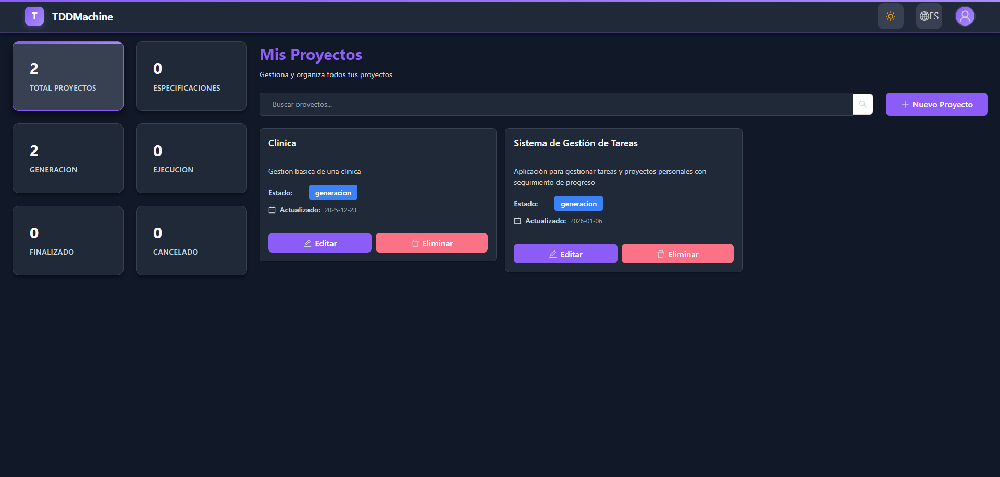 T TDDMachine
ES
2
TOTAL PROYECTOS
0
ESPECIFICACIONES
2
GENERACION
0
EJECUCION
0
FINALIZADO
0
CANCELADO
Mis Proyectos
Gestiona y organiza todos tus proyectos
Buscar proyectos...
Nuevo Proyecto
Clinica
Gestion basica de una clinica
Estado: generacion
Actualizado: 2025-12-23
Editar
Eliminar
Sistema de Gestión de Tareas
Aplicación para gestionar tareas y proyectos personales con
seguimiento de progreso
Estado: generacion
Actualizado: 2026-01-06
Editar
Eliminar